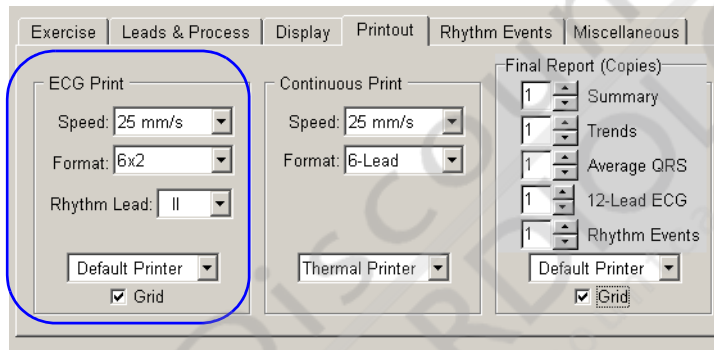 Exercise Leads & Process Display Printout Rhythm Events Miscellaneous
ECG Print
Speed: 25 mm/s
Format: 6x2
Rhythm Lead: II
Default Printer
Grid
Continuous Print
Speed: 25 mm/s
Format: 6-Lead
Thermal Printer
Final Report (Copies)
1 Summary
1 Trends
1 Average QRS
1 12-Lead ECG
1 Rhythm Events
Default Printer
Grid